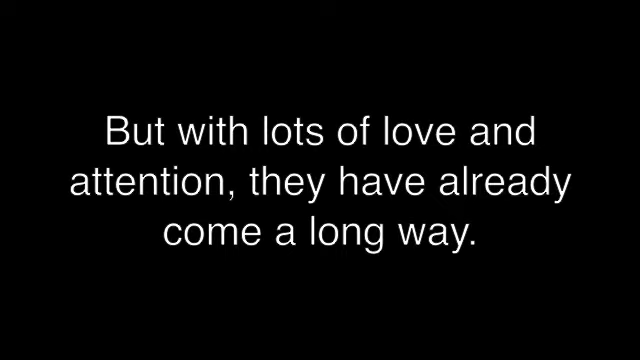 But with lots of love and
attention, they have already
come a long way.